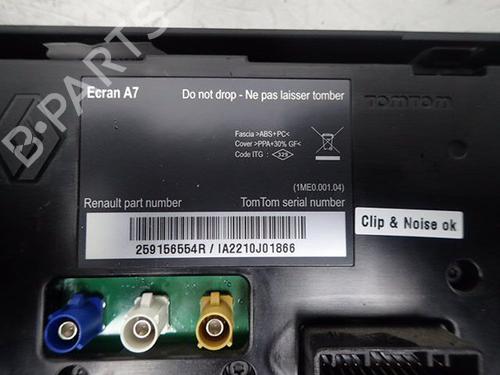 Ecran A7
Do not drop - Ne pas laisser tomber
TOMTOM
Fascia >ABS+PC<
Cover >PPA+30% GF<
Code ITG : 329
(1ME0.001.04)
Renault part number
TomTom serial number
259156554R / IA2210J01866
Clip & Noise ok
B-PARTS